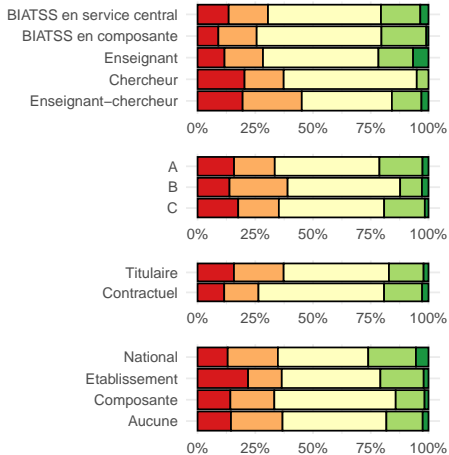 BIATSS en service central
BIATSS en composante
Enseignant
Chercheur
Enseignant−chercheur
0% 25% 50% 75% 100%
A
B
C
0% 25% 50% 75% 100%
Titulaire
Contractuel
0% 25% 50% 75% 100%
National
Etablissement
Composante
Aucune
0% 25% 50% 75% 100%